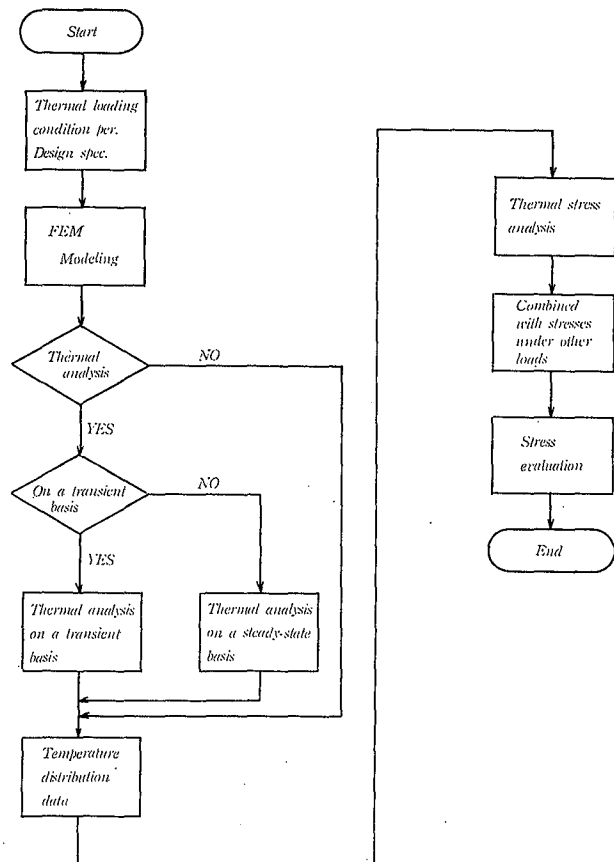 Start
Thermal loading
condition per.
Design spec.
FEM
Modeling
Thermal
analysis
NO
YES
On a transient
basis
NO
YES
Thermal analysis
on a transient
basis
Thermal analysis
on a steady-state
basis
Temperature
distribution
data
Thermal stress
analysis
Combined
with stresses
under other
loads
Stress
evaluation
End